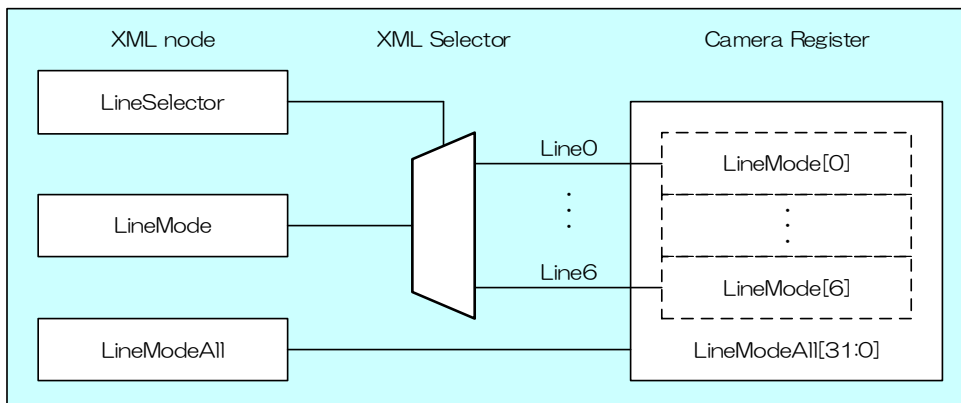 XML node
XML Selector
Camera Register
LineSelector
Line0
LineMode[0]
LineMode
Line6
LineMode[6]
LineModeAll
LineModeAll[31:0]